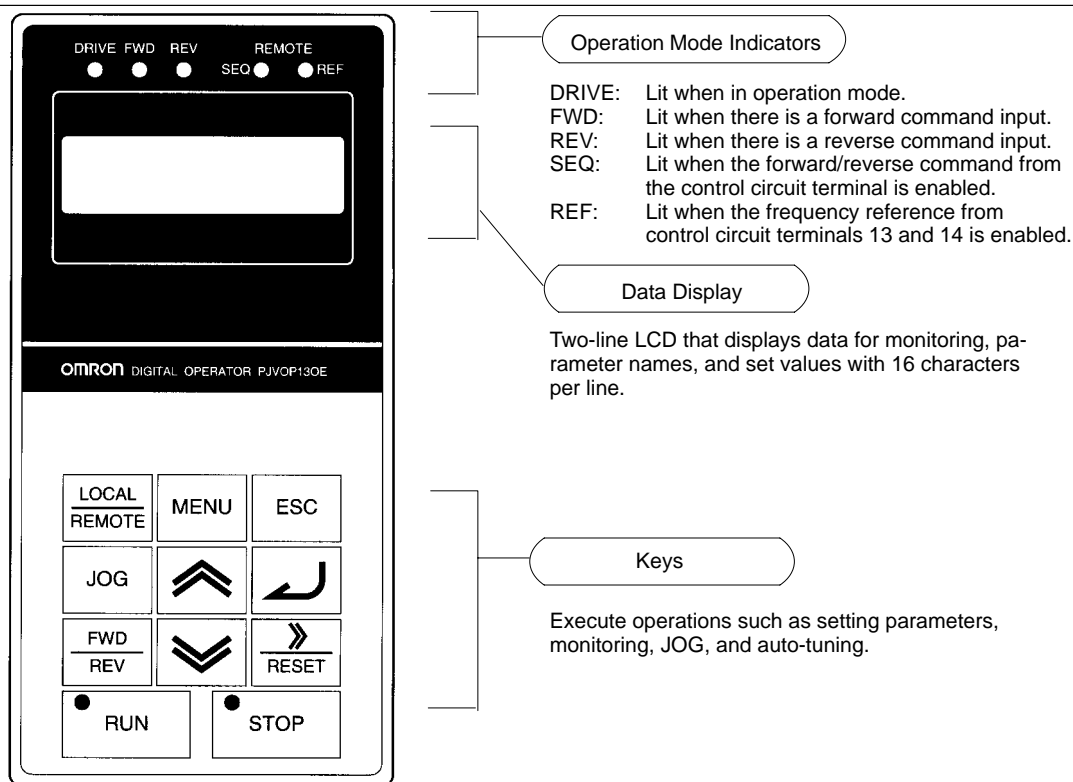 DRIVE FWD REV REMOTE
SEQ REF
OMRON DIGITAL OPERATOR PJVOP130E
LOCAL
REMOTE
MENU
ESC
JOG
FWD
REV
RESET
RUN
STOP
Operation Mode Indicators
DRIVE: Lit when in operation mode.
FWD: Lit when there is a forward command input.
REV: Lit when there is a reverse command input.
SEQ: Lit when the forward/reverse command from
the control circuit terminal is enabled.
REF: Lit when the frequency reference from
control circuit terminals 13 and 14 is enabled.
Data Display
Two-line LCD that displays data for monitoring, pa-
rameter names, and set values with 16 characters
per line.
Keys
Execute operations such as setting parameters,
monitoring, JOG, and auto-tuning.